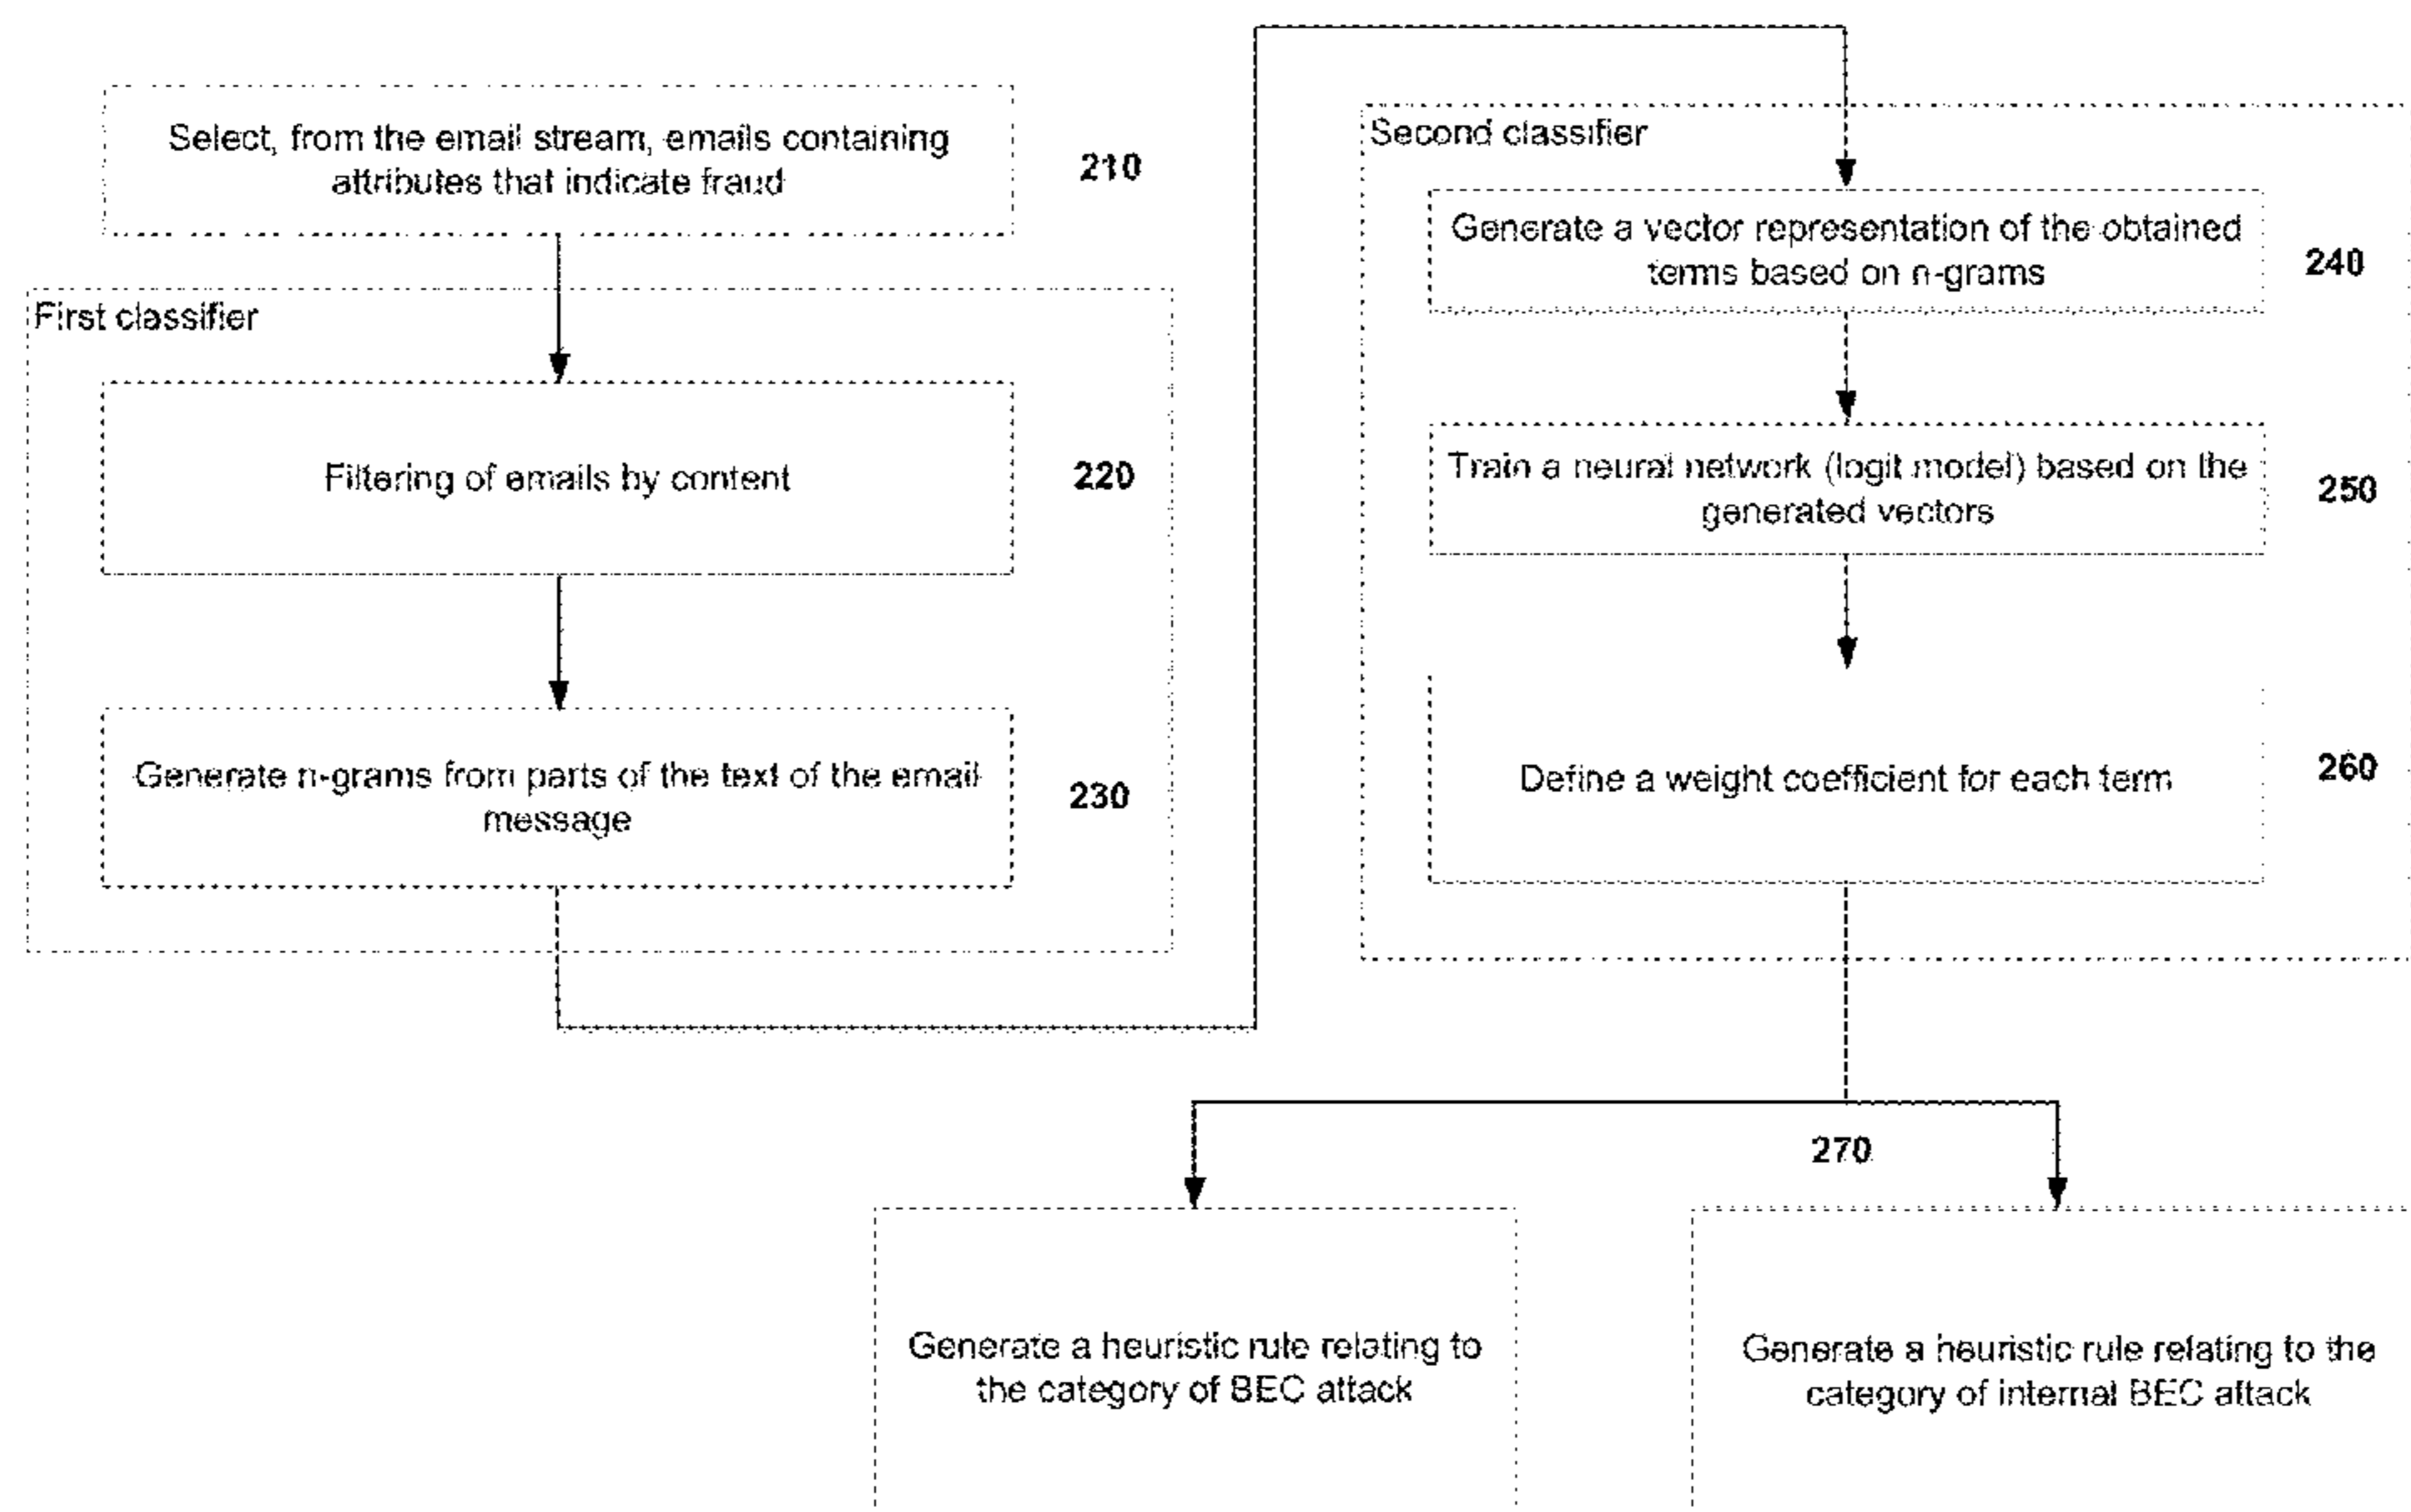 Select, from the email stream, emails containing
attributes that indicate fraud
210
First classifier
Filtering of emails by content
220
Generate n-grams from parts of the text of the email
message
230
Second classifier
Generate a vector representation of the obtained
terms based on n-grams
240
Train a neural network (logit model) based on the
generated vectors
250
Define a weight coefficient for each term
260
270
Generate a heuristic rule relating to
the category of BEC attack
Generate a heuristic rule relating to the
category of internal BEC attack